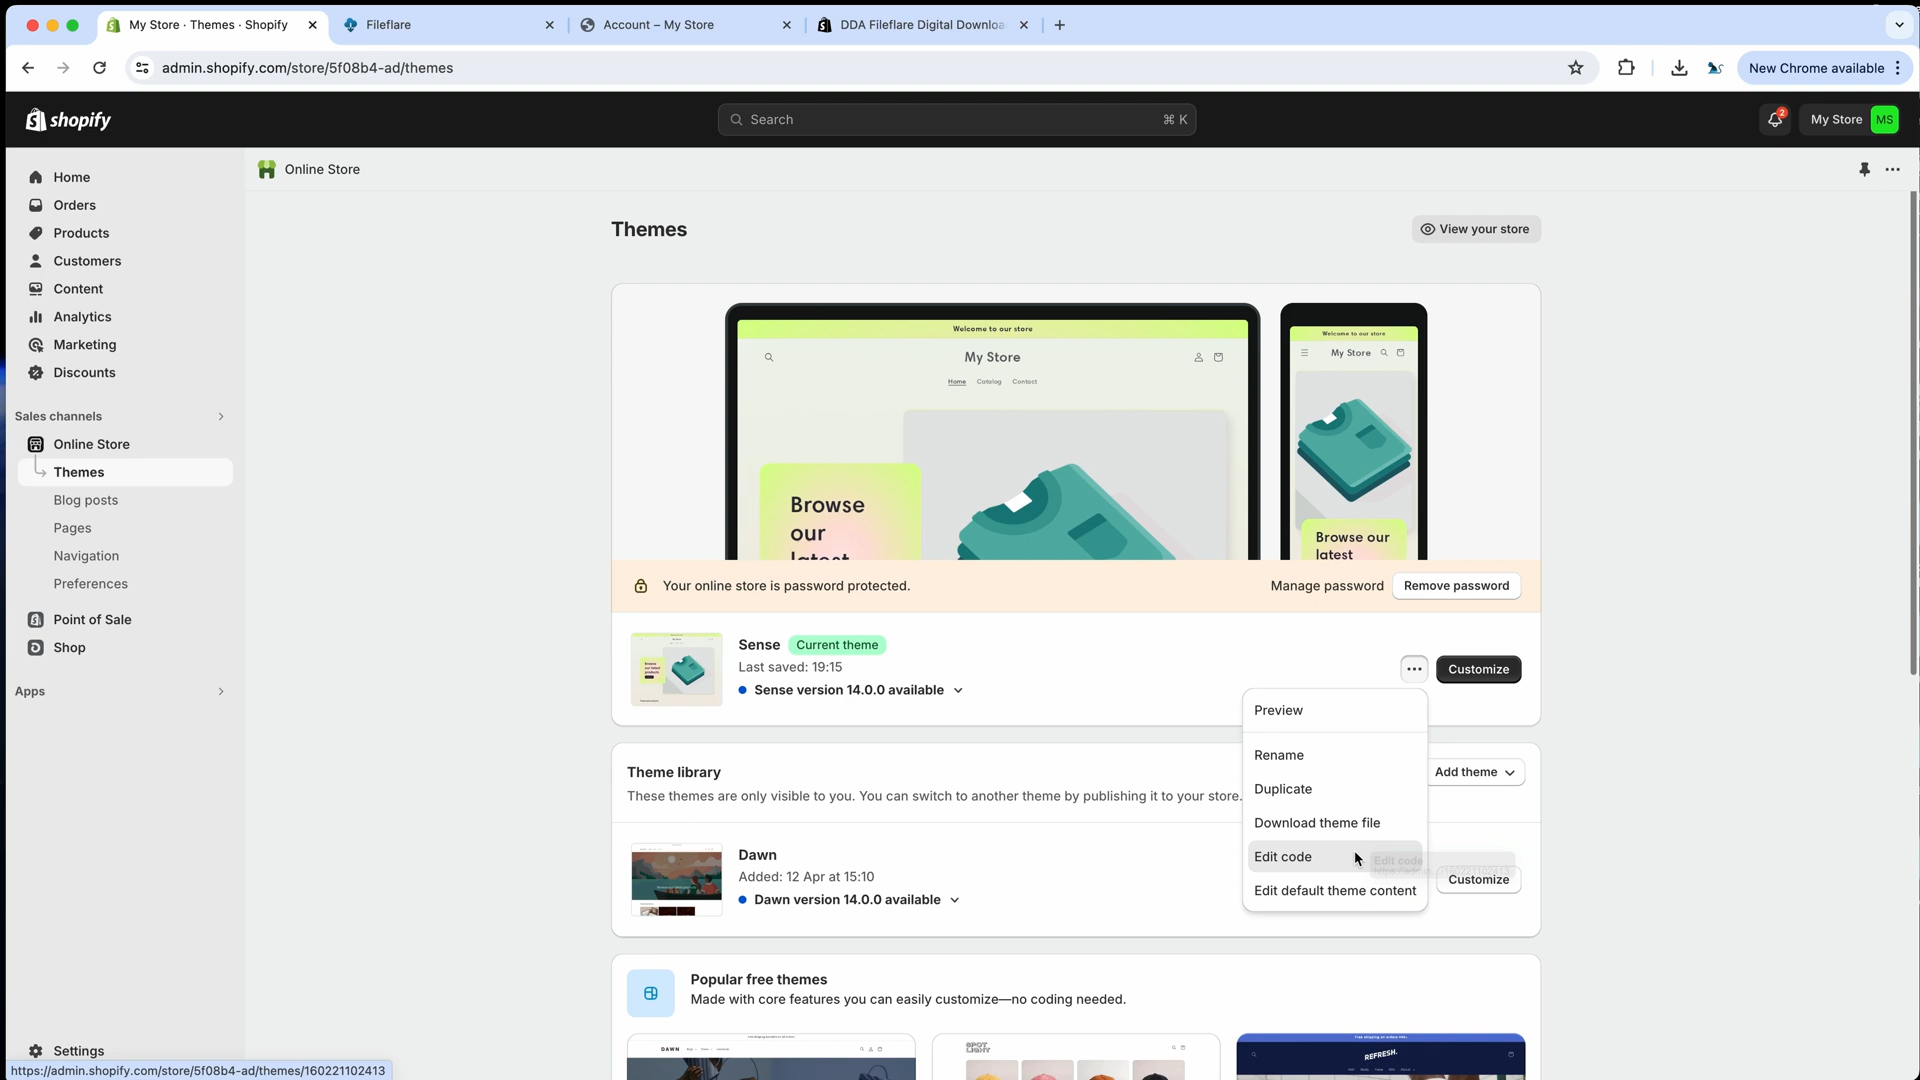 My Store · Themes · Shopify
Fileflare
Account – My Store
DDA Fileflare Digital Downloa
admin.shopify.com/store/5f08b4-ad/themes
New Chrome available
shopify
Search
⌘ K
2
My Store
MS
Home
Orders
Products
Customers
Content
Analytics
Marketing
Discounts
Sales channels
Online Store
Themes
Blog posts
Pages
Navigation
Preferences
Point of Sale
Shop
Apps
Settings
https://admin.shopify.com/store/5f08b4-ad/themes/160221102413
Online Store
Themes
View your store
Welcome to our store
My Store
Home Catalog Contact
Browse
our
latest
Welcome to our store
My Store
Browse our
latest
Your online store is password protected.
Manage password
Remove password
Sense
Current theme
Last saved: 19:15
Sense version 14.0.0 available
Customize
Preview
Rename
Duplicate
Download theme file
Edit code
Edit code
Edit default theme content
Theme library
These themes are only visible to you. You can switch to another theme by publishing it to your store.
Add theme
Dawn
Added: 12 Apr at 15:10
Dawn version 14.0.0 available
Customize
Popular free themes
Made with core features you can easily customize—no coding needed.
DAWN
SPOTLIGHT
REFRESH.